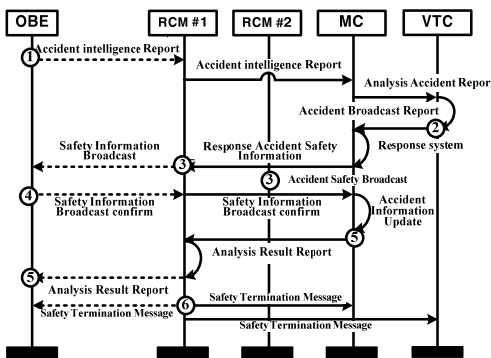 OBE RCM #1 RCM #2 MC VTC
1 Accident intelligence Report
Accident intelligence Report
Analysis Accident Repor
Accident Broadcast Report
2
Safety Information
Broadcast
3
Response Accident Safety
Information
Response system
3 Accident Safety Broadcast
4 Safety Information
Broadcast confirm
Safety Information
Broadcast confirm
Accident
Information
Update
5
Analysis Result Report
5
Analysis Result Report
6 Safety Termination Message
Safety Termination Message
Safety Termination Message